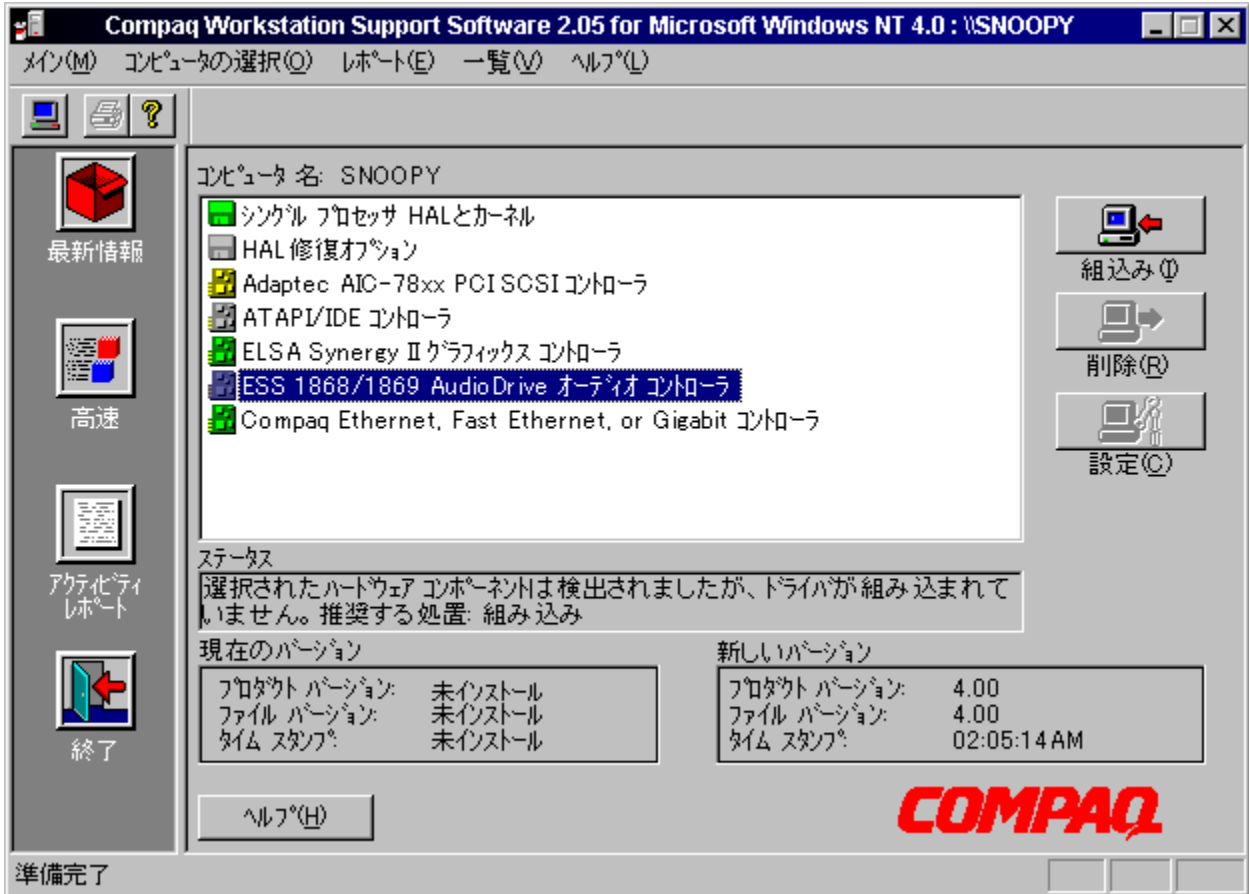 Compaq Workstation Support Software 2.05 for Microsoft Windows NT 4.0 : \\SNOOPY
ﾒｲﾝ(M) ｺﾝﾋﾟｭｰﾀの選択(O) ﾚﾎﾟｰﾄ(E) 一覧(V) ﾍﾙﾌﾟ(L)
ｺﾝﾋﾟｭｰﾀ 名: SNOOPY
ｼﾝｸﾞﾙ ﾌﾟﾛｾｯｻ HALとｶｰﾈﾙ
HAL 修復ｵﾌﾟｼｮﾝ
Adaptec AIC-78xx PCI SCSI ｺﾝﾄﾛｰﾗ
ATAPI/IDE ｺﾝﾄﾛｰﾗ
ELSA Synergy II ｸﾞﾗﾌｨｯｸｽ ｺﾝﾄﾛｰﾗ
ESS 1868/1869 AudioDrive ｵｰﾃﾞｨｵ ｺﾝﾄﾛｰﾗ
Compaq Ethernet, Fast Ethernet, or Gigabit ｺﾝﾄﾛｰﾗ
最新情報
高速
ｱｸﾃｨﾋﾞﾃｨ
ﾚﾎﾟｰﾄ
終了
組込み(I)
削除(R)
設定(C)
ｽﾃｰﾀｽ
選択されたﾊｰﾄﾞｳｪｱ ｺﾝﾎﾟｰﾈﾝﾄは検出されましたが、ﾄﾞﾗｲﾊﾞが組み込まれて
いません。推奨する処置: 組み込み
現在のﾊﾞｰｼﾞｮﾝ
ﾌﾟﾛﾀﾞｸﾄ ﾊﾞｰｼﾞｮﾝ: 未ｲﾝｽﾄｰﾙ
ﾌｧｲﾙ ﾊﾞｰｼﾞｮﾝ: 未ｲﾝｽﾄｰﾙ
ﾀｲﾑ ｽﾀﾝﾌﾟ: 未ｲﾝｽﾄｰﾙ
新しいﾊﾞｰｼﾞｮﾝ
ﾌﾟﾛﾀﾞｸﾄ ﾊﾞｰｼﾞｮﾝ: 4.00
ﾌｧｲﾙ ﾊﾞｰｼﾞｮﾝ: 4.00
ﾀｲﾑ ｽﾀﾝﾌﾟ: 02:05:14AM
ﾍﾙﾌﾟ(H)
COMPAQ
準備完了